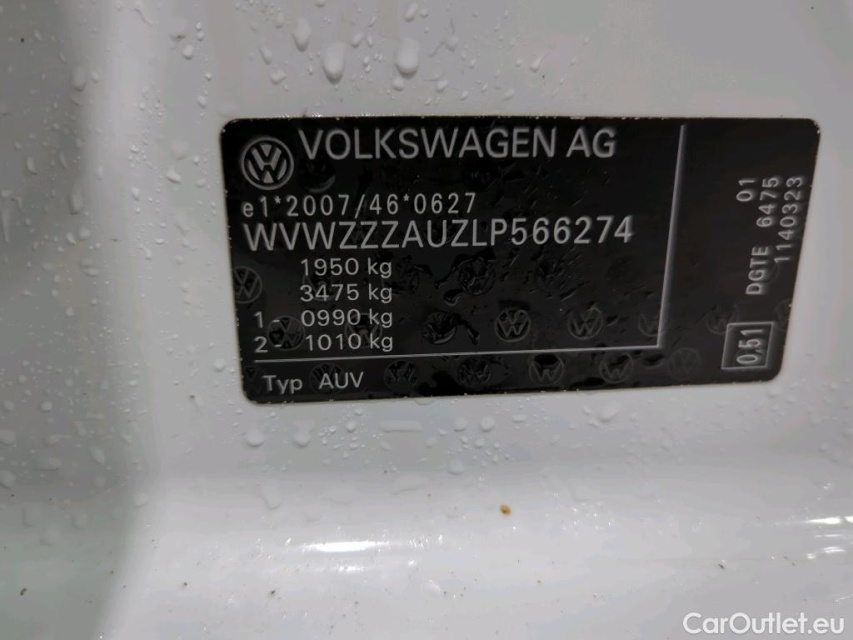 VOLKSWAGEN AG
e1*2007/46*0627
WVWZZZAUZLP566274
1950 kg
3475 kg
1 - 0990 kg
2 - 1010 kg
Typ AUV
01
DGTE 6475
1140323
0,51
CarOutlet.eu